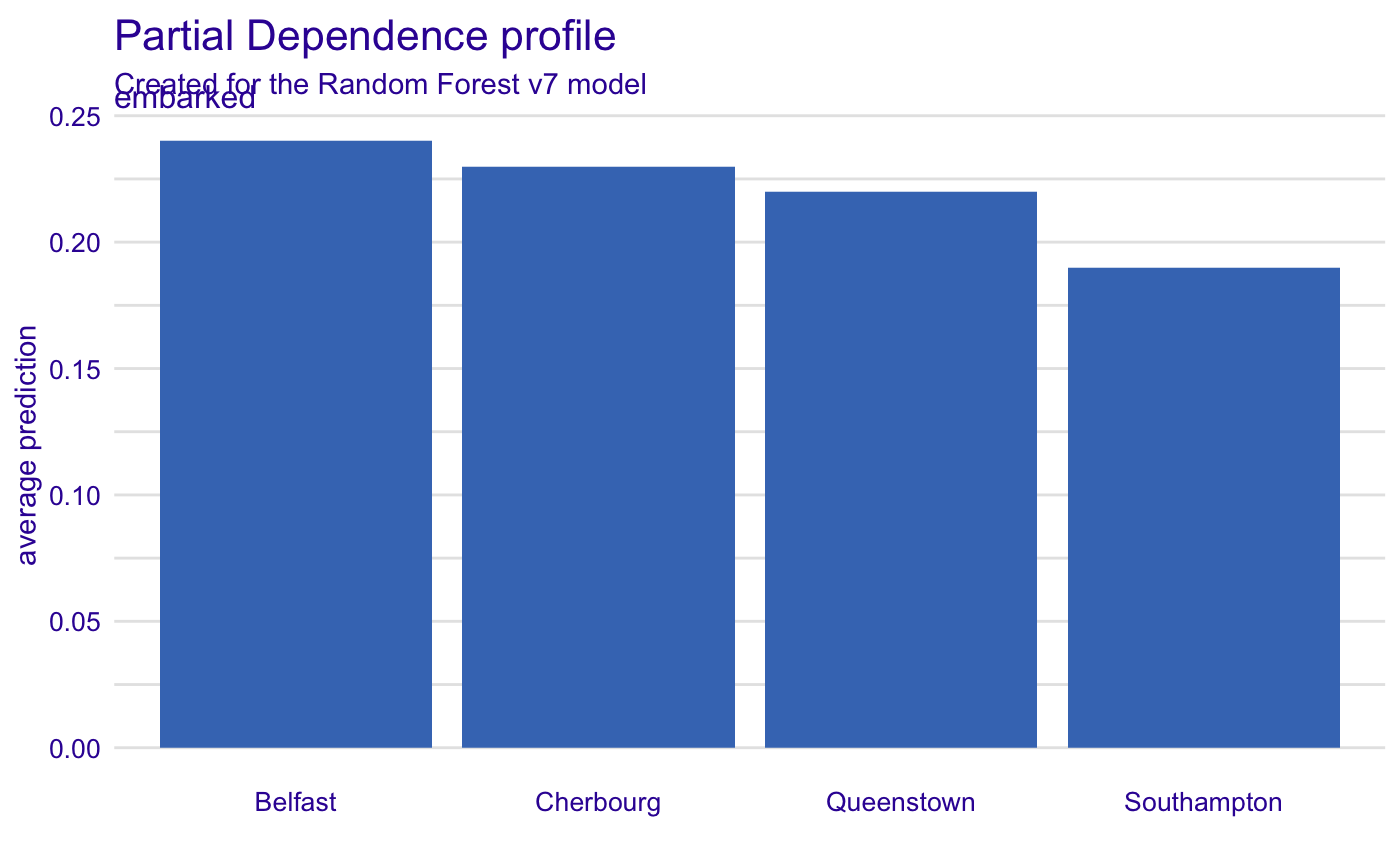 Partial Dependence profile
Created for the Random Forest v7 model
embarked
0.25
0.20
0.15
0.10
0.05
0.00
average prediction
Belfast
Cherbourg
Queenstown
Southampton